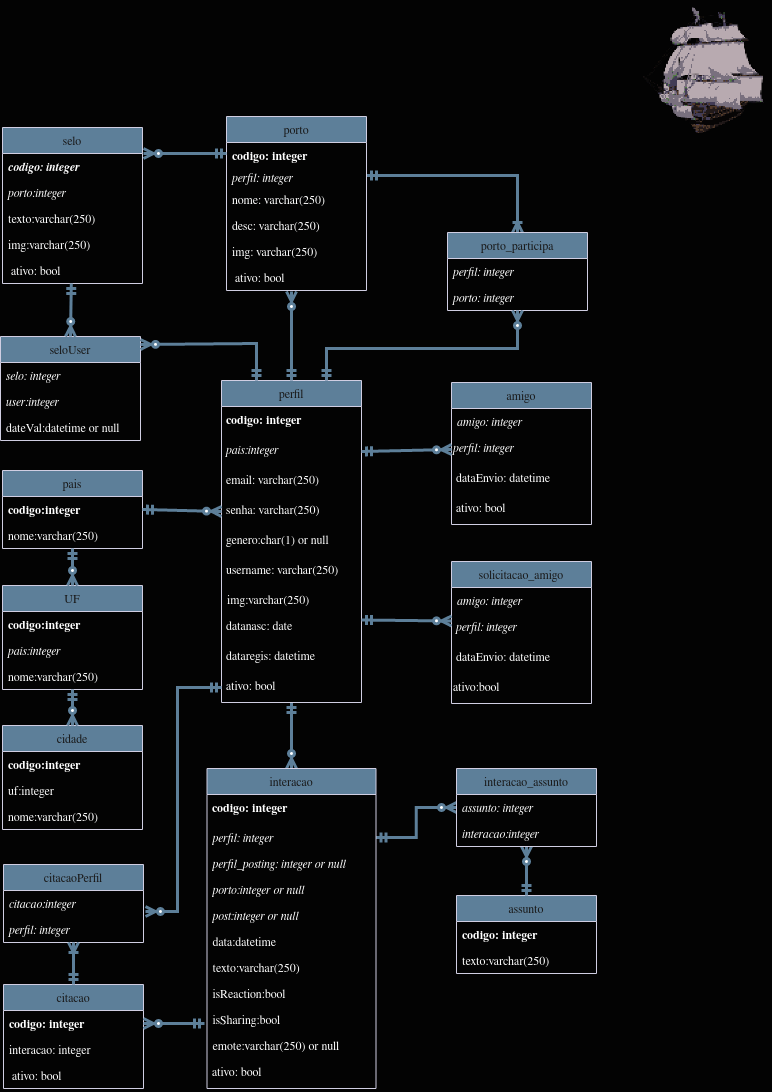 selo
codigo: integer
porto:integer
texto:varchar(250)
img:varchar(250)
ativo: bool
porto
codigo: integer
perfil: integer
nome: varchar(250)
desc: varchar(250)
img: varchar(250)
ativo: bool
porto_participa
perfil: integer
porto: integer
seloUser
selo: integer
user:integer
dateVal:datetime or null
perfil
codigo: integer
pais:integer
email: varchar(250)
senha: varchar(250)
genero:char(1) or null
username: varchar(250)
img:varchar(250)
datanasc: date
dataregis: datetime
ativo: bool
amigo
amigo: integer
perfil: integer
dataEnvio: datetime
ativo: bool
pais
codigo:integer
nome:varchar(250)
solicitacao_amigo
amigo: integer
perfil: integer
dataEnvio: datetime
ativo:bool
UF
codigo:integer
pais:integer
nome:varchar(250)
cidade
codigo:integer
uf:integer
nome:varchar(250)
interacao
codigo: integer
perfil: integer
perfil_posting: integer or null
porto:integer or null
post:integer or null
data:datetime
texto:varchar(250)
isReaction:bool
isSharing:bool
emote:varchar(250) or null
ativo: bool
interacao_assunto
assunto: integer
interacao:integer
assunto
codigo: integer
texto:varchar(250)
citacaoPerfil
citacao:integer
perfil: integer
citacao
codigo: integer
interacao: integer
ativo: bool